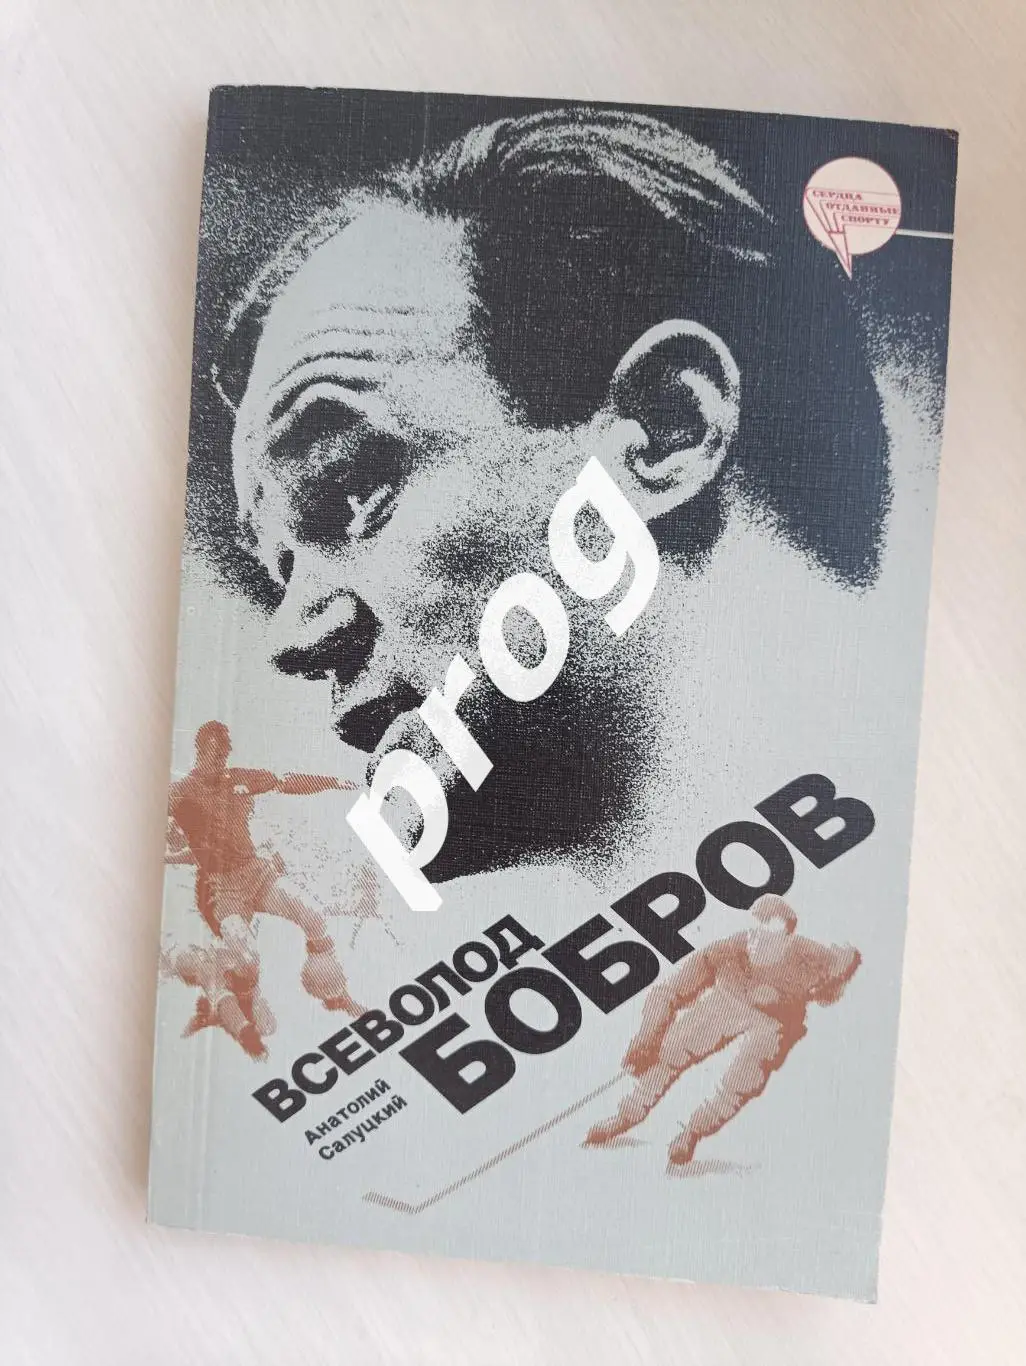 СЕРДЦА
ОТДАННЫЕ
СПОРТУ
prog
ВСЕВОЛОД
БОБРОВ
Анатолий
Салуцкий